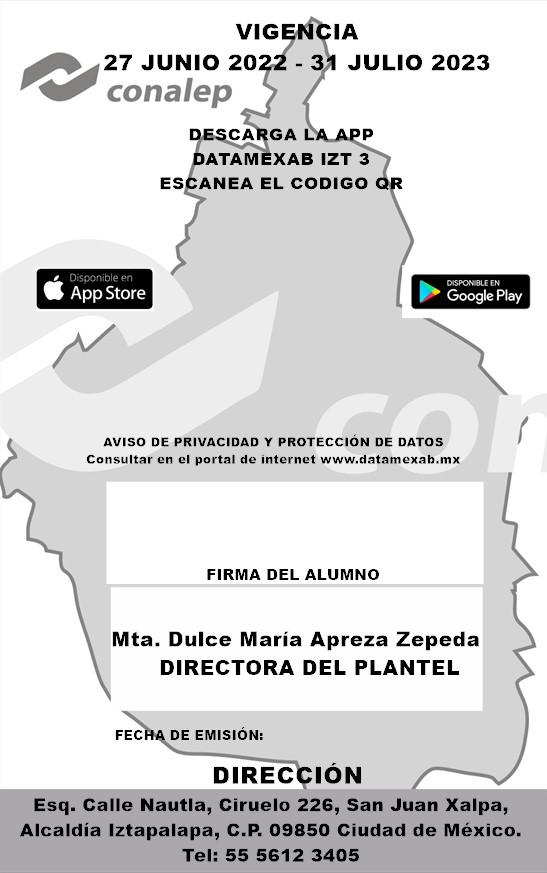 VIGENCIA
27 JUNIO 2022 - 31 JULIO 2023
conalep
DESCARGA LA APP
DATAMEXAB IZT 3
ESCANEA EL CODIGO QR
Disponible en
App Store
DISPONIBLE EN
Google Play
con
AVISO DE PRIVACIDAD Y PROTECCIÓN DE DATOS
Consultar en el portal de internet www.datamexab.mx
FIRMA DEL ALUMNO
Mta. Dulce María Apreza Zepeda
DIRECTORA DEL PLANTEL
FECHA DE EMISIÓN:
DIRECCIÓN
Esq. Calle Nautla, Ciruelo 226, San Juan Xalpa,
Alcaldía Iztapalapa, C.P. 09850 Ciudad de México.
Tel: 55 5612 3405